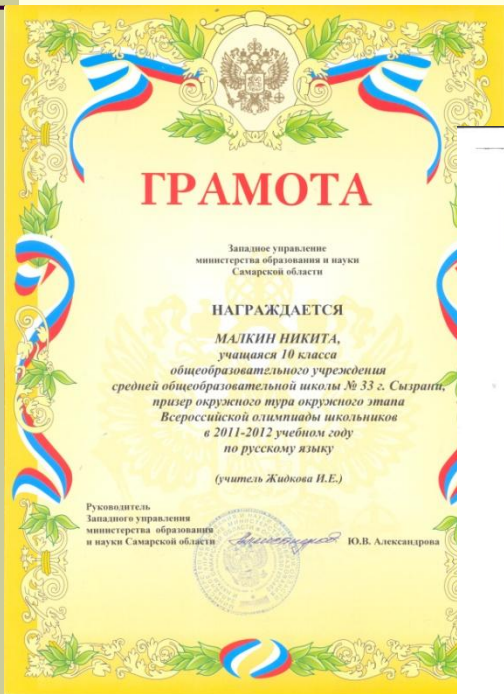 ГРАМОТА
Западное управление
министерства образования и науки
Самарской области
НАГРАЖДАЕТСЯ
МАЛКИН НИКИТА,
учащаяся 10 класса
общеобразовательного учреждения
средней общеобразовательной школы № 33 г. Сызрани,
призер окружного тура окружного этапа
Всероссийской олимпиады школьников
в 2011-2012 учебном году
по русскому языку
(учитель Жидкова И.Е.)
Руководитель
Западного управления
министерства образования
и науки Самарской области Ю.В. Александрова